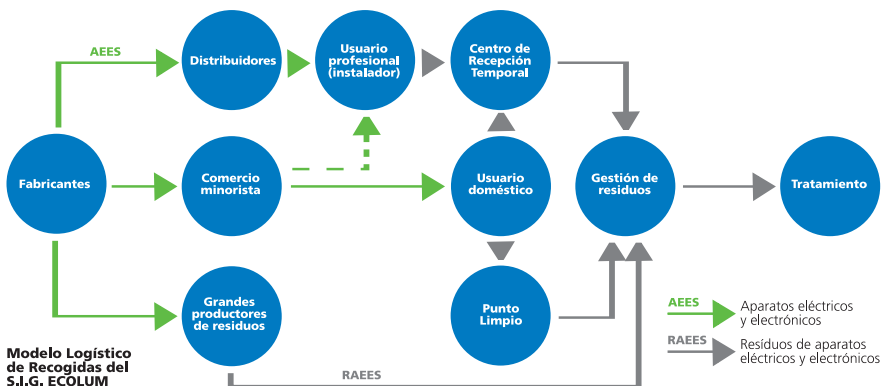 AEES
Distribuidores
Usuario
profesional
(instalador)
Centro de
Recepción
Temporal
Fabricantes
Comercio
minorista
Usuario
doméstico
Gestión de
residuos
Tratamiento
Grandes
productores
de residuos
Punto
Limpio
AEES
Aparatos eléctricos
y electrónicos
RAEES
Resíduos de aparatos
eléctricos y electrónicos
Modelo Logístico
de Recogidas del
S.I.G. ECOLUM
RAEES